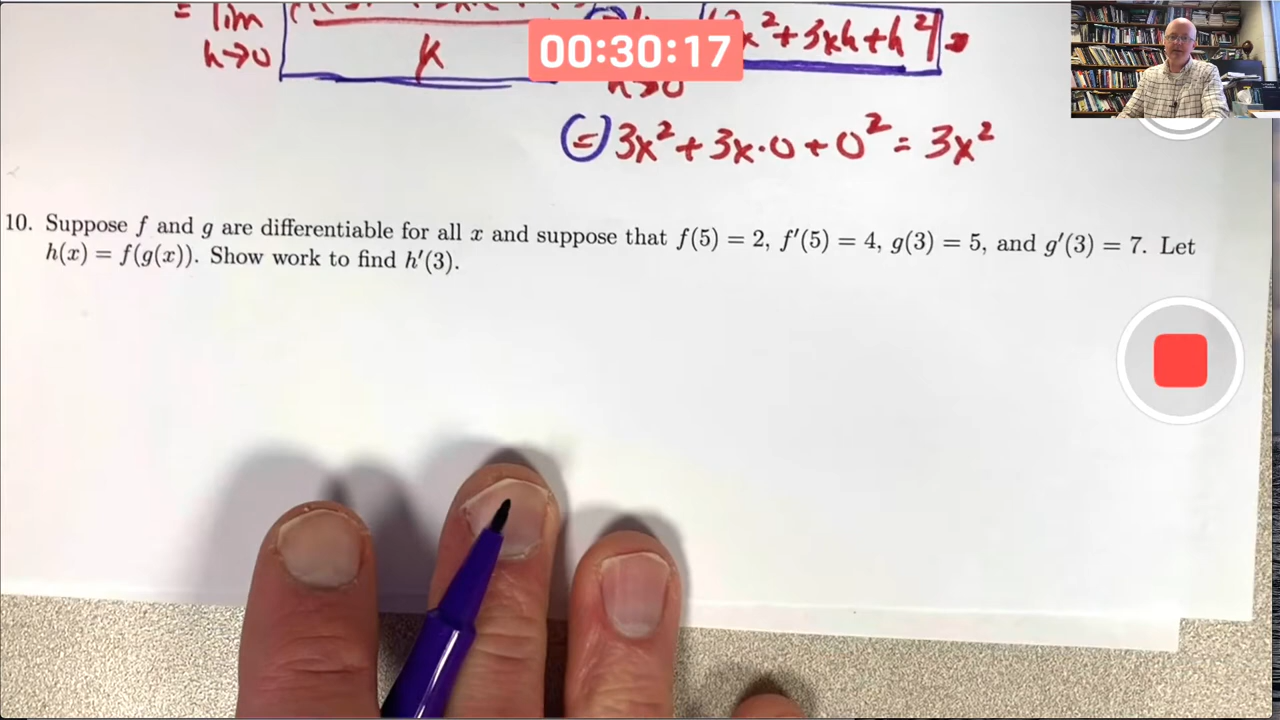 = lim
h→0
k
00:30:17
x²+3xh+h²) =
h→0
(=) 3x² + 3x·0 + 0² = 3x²
10. Suppose f and g are differentiable for all x and suppose that f(5) = 2, f′(5) = 4, g(3) = 5, and g′(3) = 7. Let
h(x) = f(g(x)). Show work to find h′(3).